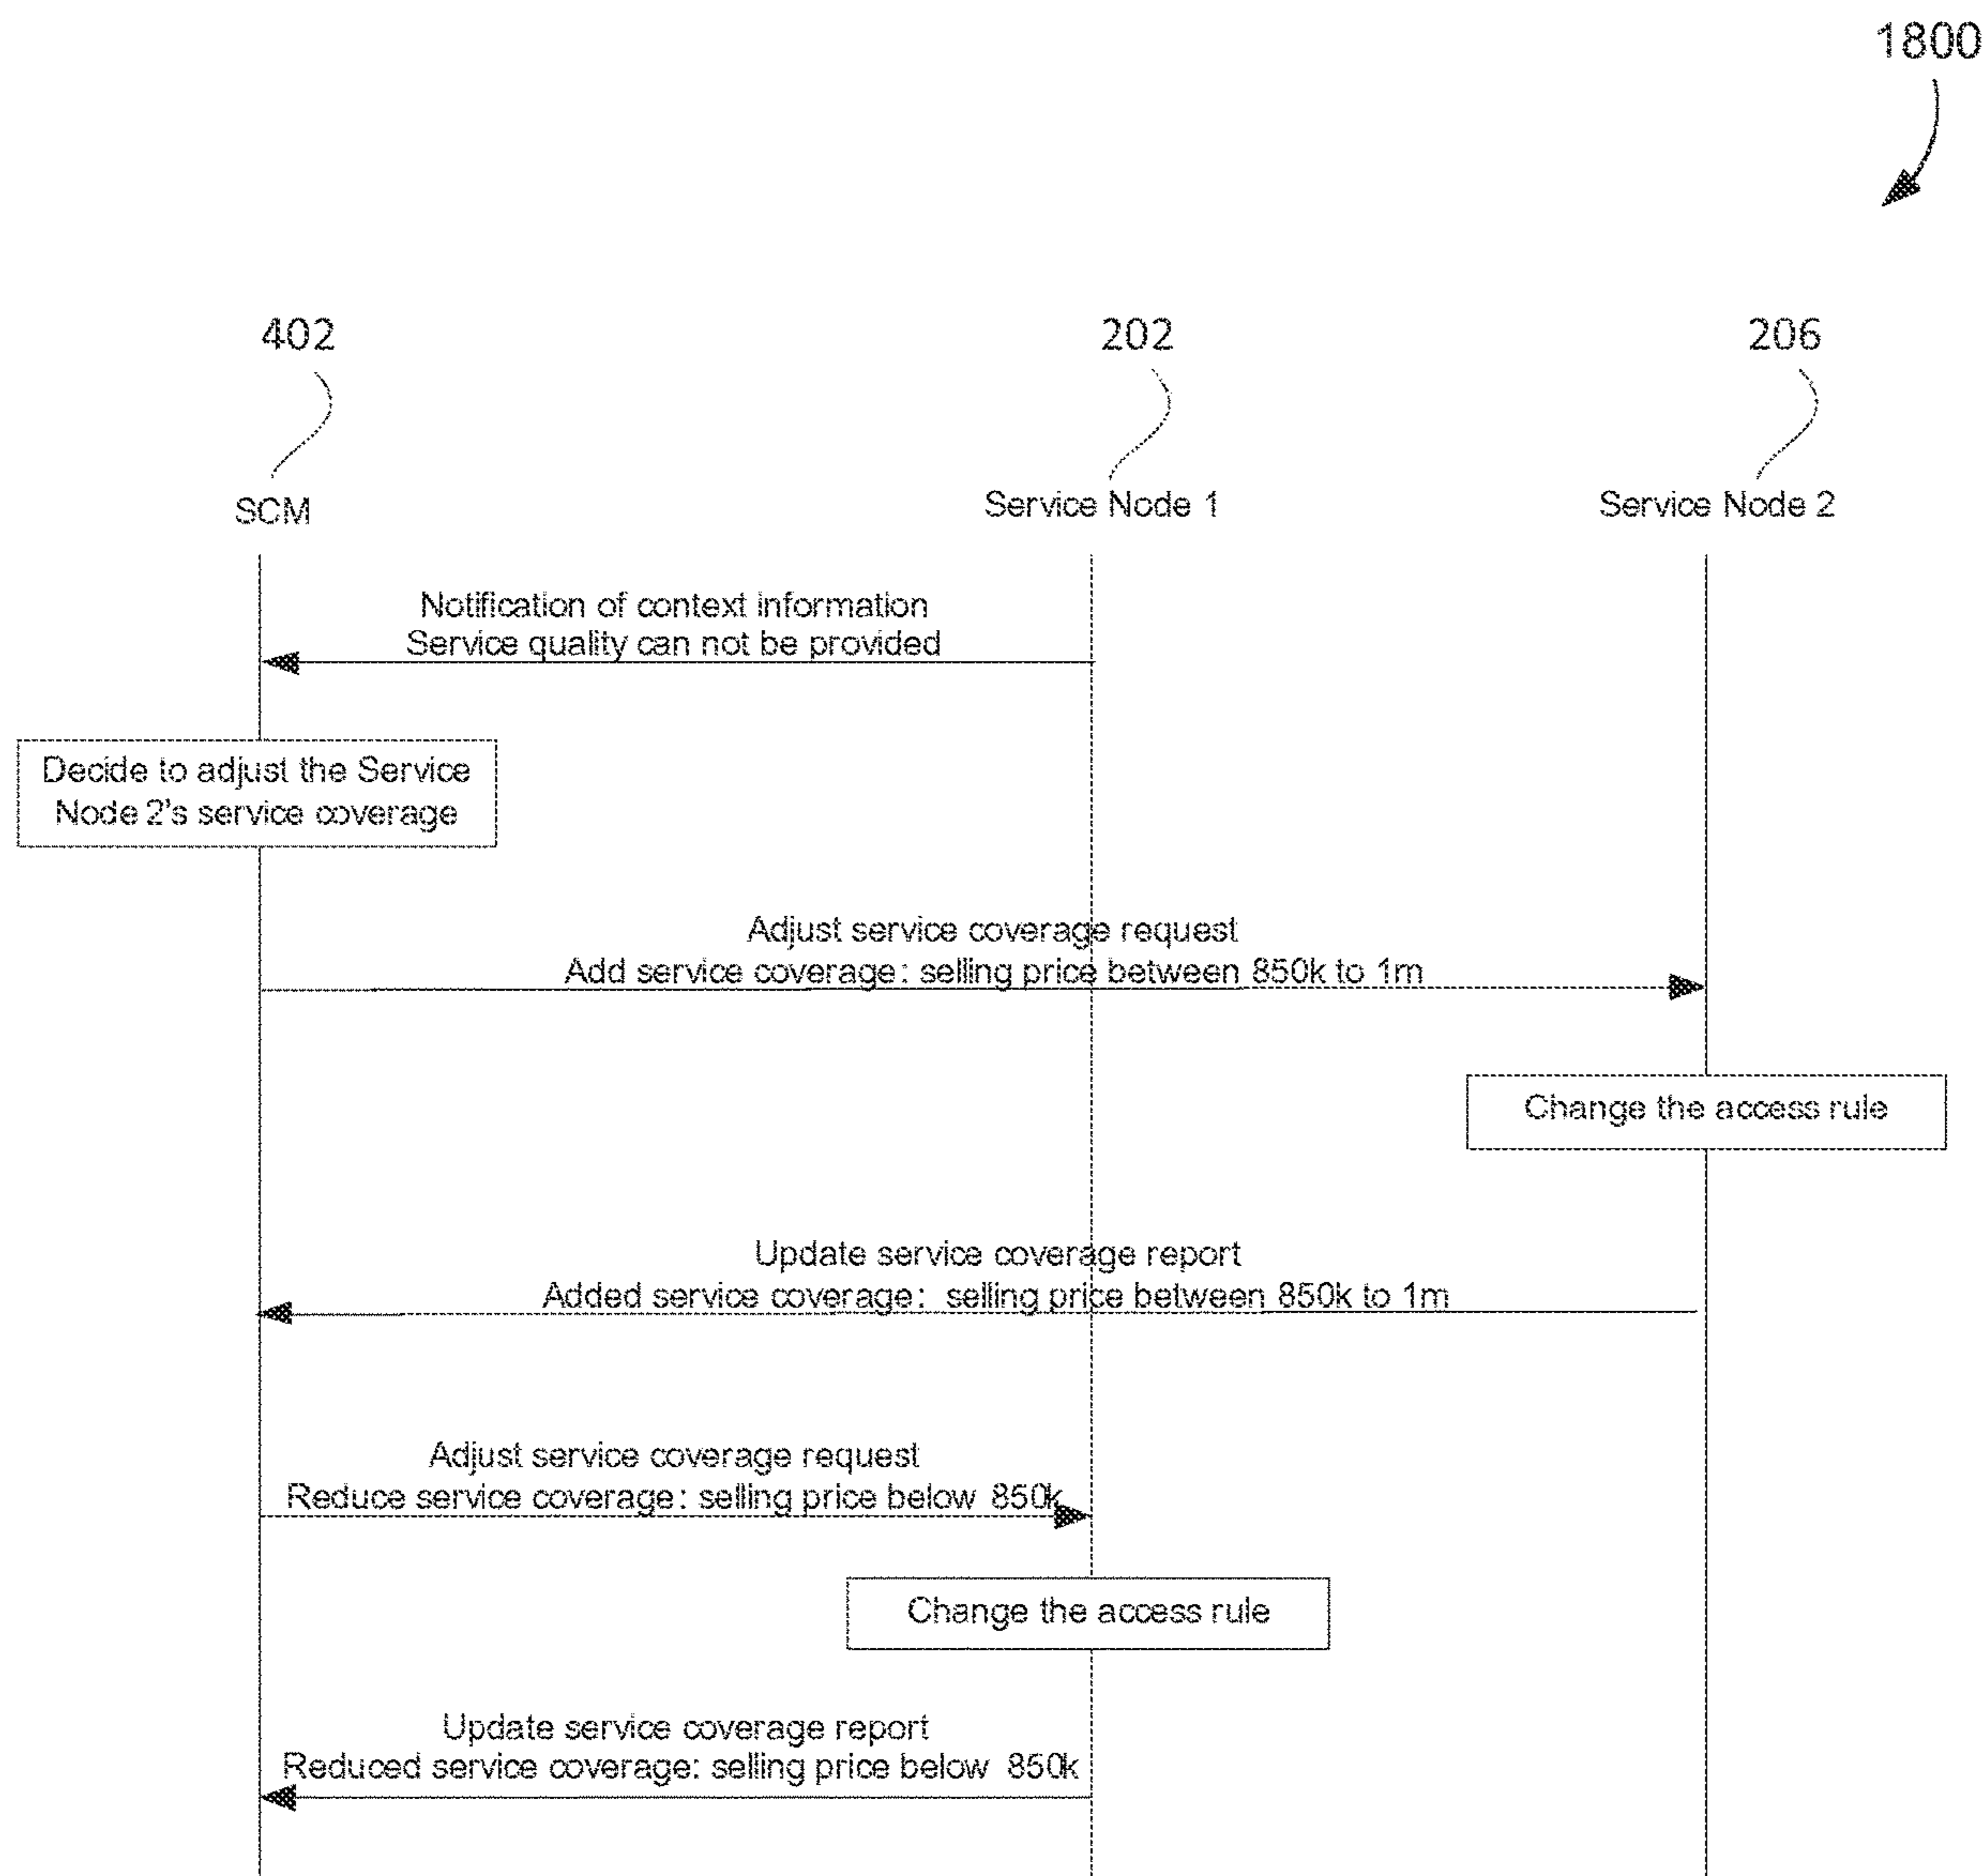 1800
402
202
206
SCM
Service Node 1
Service Node 2
Notification of context information
Service quality can not be provided
Decide to adjust the Service
Node 2's service coverage
Adjust service coverage request
Add service coverage: selling price between 850k to 1m
Change the access rule
Update service coverage report
Added service coverage: selling price between 850k to 1m
Adjust service coverage request
Reduce service coverage: selling price below 850k
Change the access rule
Update service coverage report
Reduced service coverage: selling price below 850k